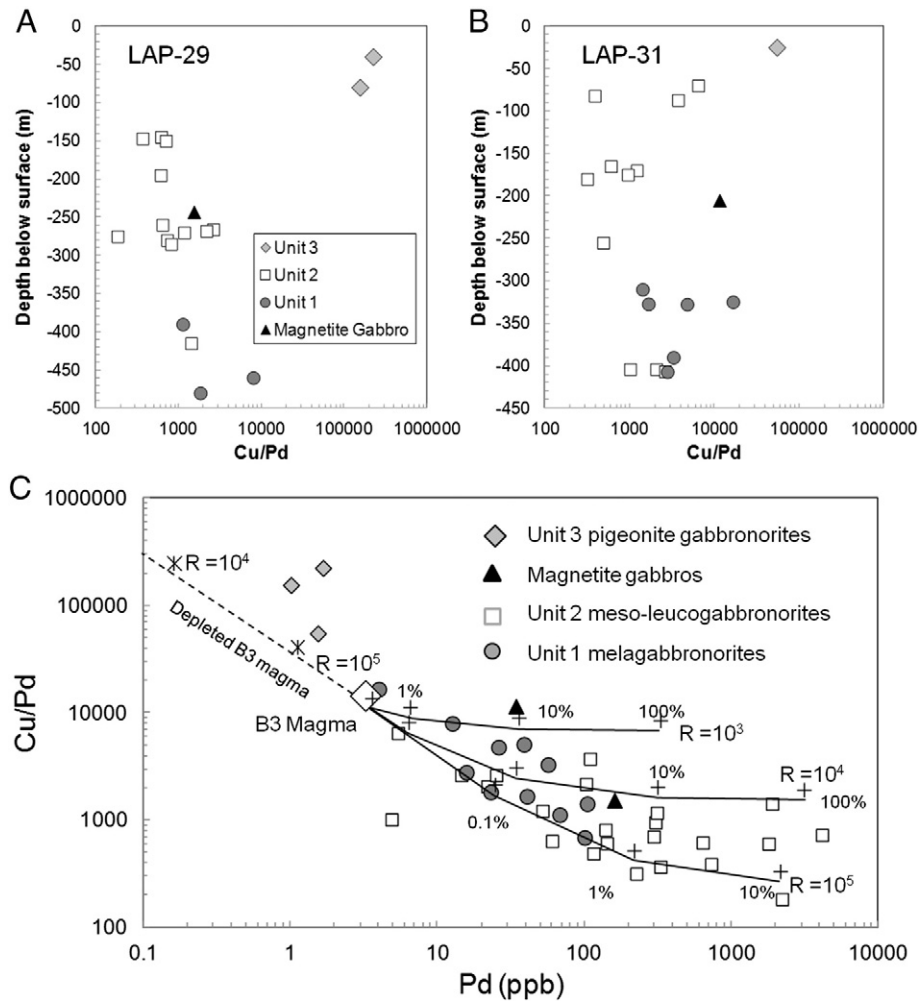 A
LAP-29
0
-50
-100
-150
-200
-250
-300
-350
-400
-450
-500
Depth below surface (m)
Unit 3
Unit 2
Unit 1
Magnetite Gabbro
100 1000 10000 100000 1000000
Cu/Pd
B
LAP-31
0
-50
-100
-150
-200
-250
-300
-350
-400
-450
Depth below surface (m)
100 1000 10000 100000 1000000
Cu/Pd
C
1000000
100000
10000
1000
100
Cu/Pd
R =10⁴
Depleted B3 magma
R =10⁵
B3 Magma
Unit 3 pigeonite gabbronorites
Magnetite gabbros
Unit 2 meso-leucogabbronorites
Unit 1 melagabbronorites
1%
10%
100%
R =10³
10%
R =10⁴
100%
0.1%
1%
10%
R =10⁵
0.1 1 10 100 1000 10000
Pd (ppb)